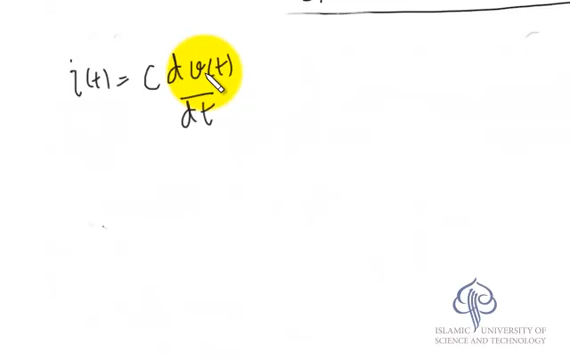 i(t) = C dv(t)/dt
ISLAMIC UNIVERSITY OF
SCIENCE AND TECHNOLOGY